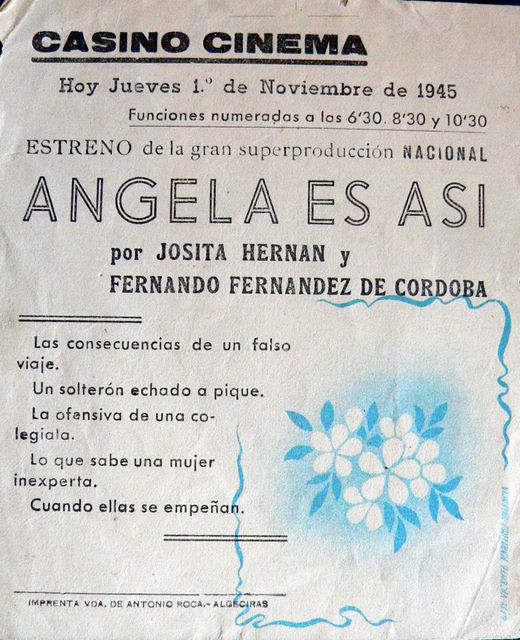 CASINO CINEMA
Hoy Jueves 1.º de Noviembre de 1945
Funciones numeradas a las 6'30. 8'30 y 10'30
ESTRENO de la gran superproducción NACIONAL
ANGELA ES ASI
por JOSITA HERNAN y
FERNANDO FERNANDEZ DE CORDOBA
Las consecuencias de un falso
viaje.
Un solterón echado a pique.
La ofensiva de una co-
legiala.
Lo que sabe una mujer
inexperta.
Cuando ellas se empeñan.
IMPRENTA VDA. DE ANTONIO ROCA.- ALGECIRAS